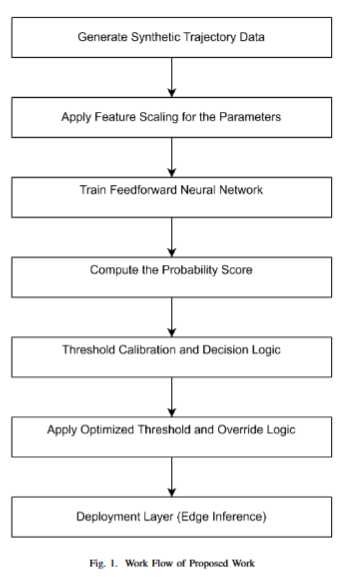 Generate Synthetic Trajectory Data
Apply Feature Scaling for the Parameters
Train Feedforward Neural Network
Compute the Probability Score
Threshold Calibration and Decision Logic
Apply Optimized Threshold and Override Logic
Deployment Layer (Edge Inference)
Fig. 1. Work Flow of Proposed Work